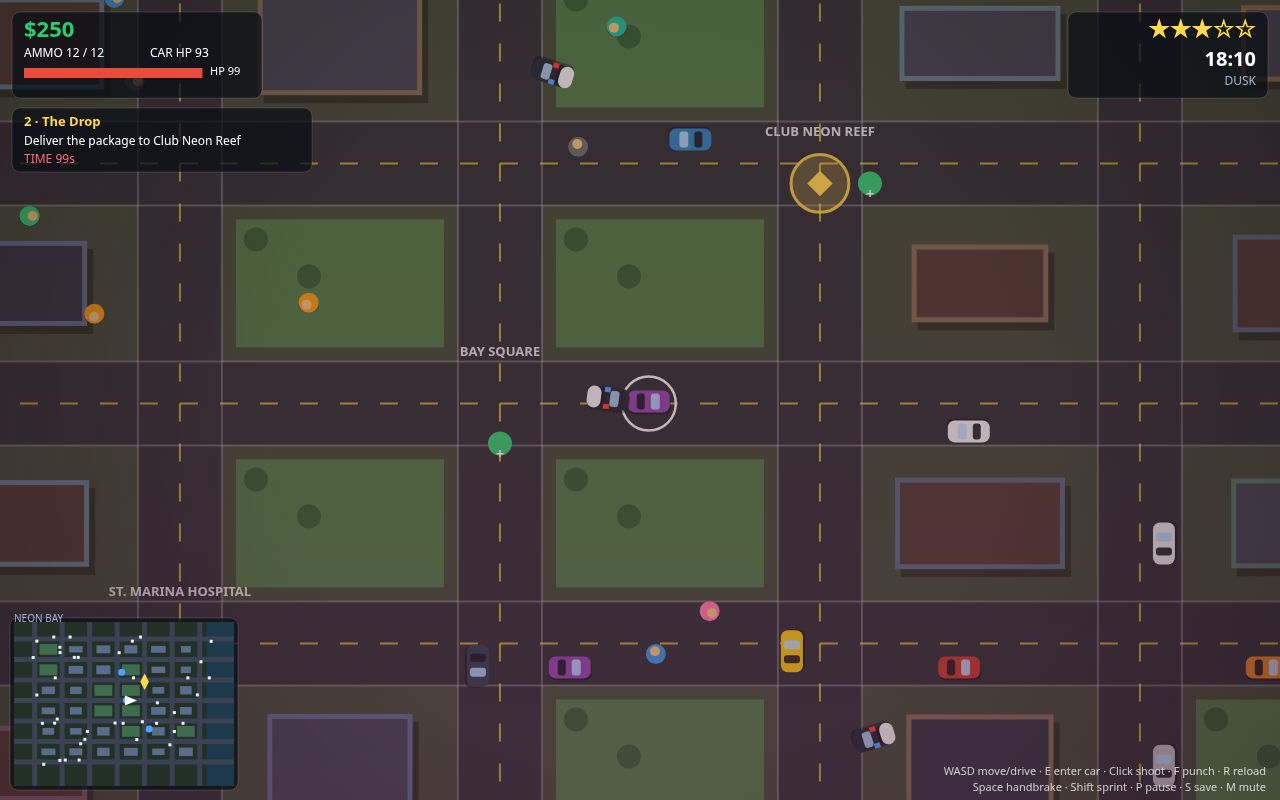 $250
AMMO 12 / 12
CAR HP 93
HP 99
2 · The Drop
Deliver the package to Club Neon Reef
TIME 99s
★★★☆☆
18:10
DUSK
CLUB NEON REEF
BAY SQUARE
ST. MARINA HOSPITAL
NEON BAY
WASD move/drive · E enter car · Click shoot · F punch · R reload
Space handbrake · Shift sprint · P pause · S save · M mute